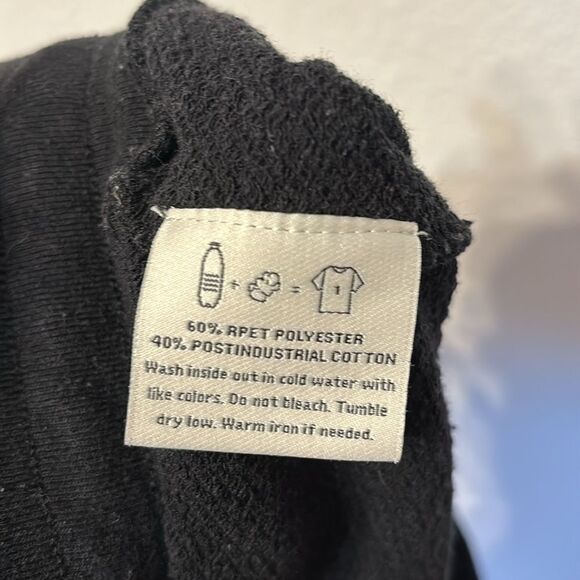 + = 1
60% RPET POLYESTER
40% POSTINDUSTRIAL COTTON
Wash inside out in cold water with
like colors. Do not bleach. Tumble
dry low. Warm iron if needed.